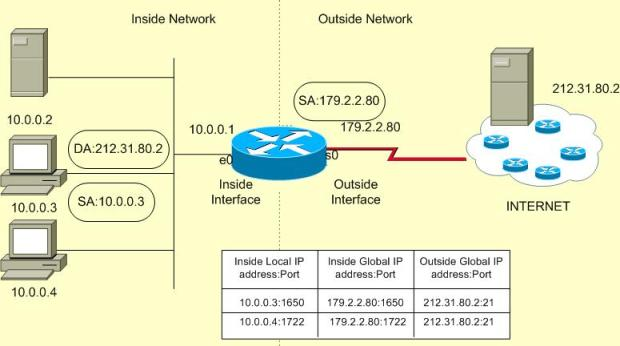 Inside Network
Outside Network
212.31.80.2
SA:179.2.2.80
10.0.0.2
10.0.0.1
179.2.2.80
DA:212.31.80.2
e0
s0
10.0.0.3
SA:10.0.0.3
Inside
Interface
Outside
Interface
INTERNET
10.0.0.4
Inside Local IP
address:Port
Inside Global IP
address:Port
Outside Global IP
address:Port
10.0.0.3:1650
179.2.2.80:1650
212.31.80.2:21
10.0.0.4:1722
179.2.2.80:1722
212.31.80.2:21